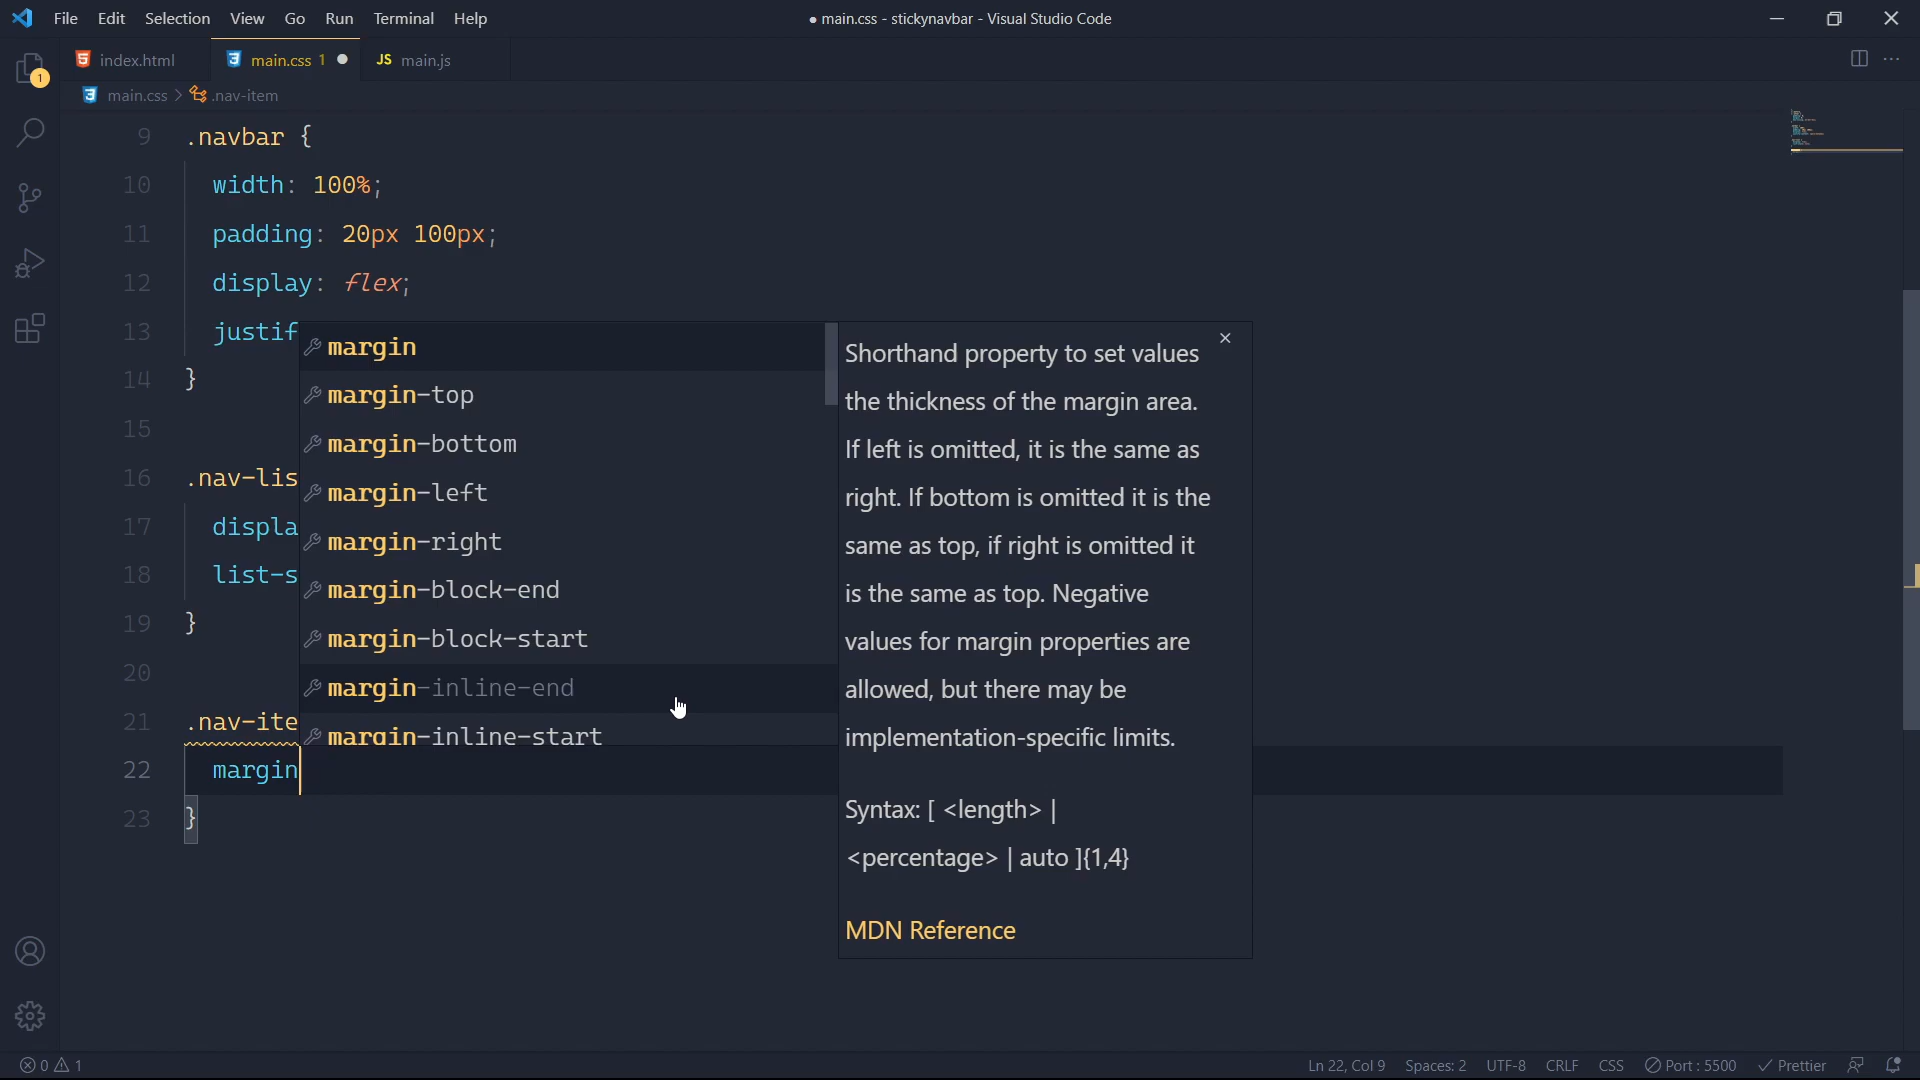 File Edit Selection View Go Run Terminal Help
● main.css - stickynavbar - Visual Studio Code
index.html
main.css 1 ●
JS main.js
main.css > .nav-item
1
9 .navbar {
10 width: 100%;
11 padding: 20px 100px;
12 display: flex;
13 justif
14 }
15
16 .nav-lis
17 displa
18 list-s
19 }
20
21 .nav-ite
22 margin
23 }
margin
margin-top
margin-bottom
margin-left
margin-right
margin-block-end
margin-block-start
margin-inline-end
margin-inline-start
Shorthand property to set values
the thickness of the margin area.
If left is omitted, it is the same as
right. If bottom is omitted it is the
same as top, if right is omitted it
is the same as top. Negative
values for margin properties are
allowed, but there may be
implementation-specific limits.
Syntax: [ <length> |
<percentage> | auto ]{1,4}
MDN Reference
0 1
Ln 22, Col 9 Spaces: 2 UTF-8 CRLF CSS Port : 5500 Prettier